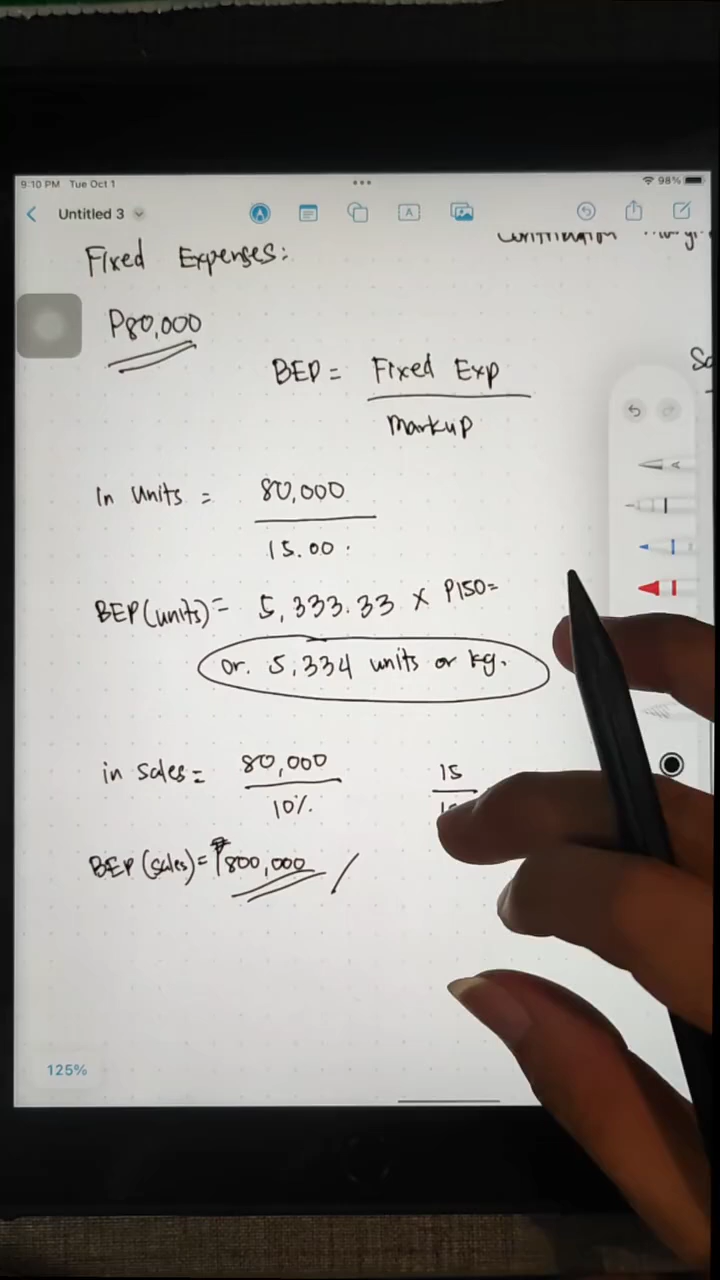 9:10 PM Tue Oct 1
98%
Untitled 3
A
Fixed Expenses:
P80,000
BEP = Fixed Exp
Markup
In units = 80,000
15.00
BEP (units) = 5,333.33 x P150=
or. 5,334 units or kg.
in sales = 80,000
10%
15
BEP (sales) = ₱800,000
125%